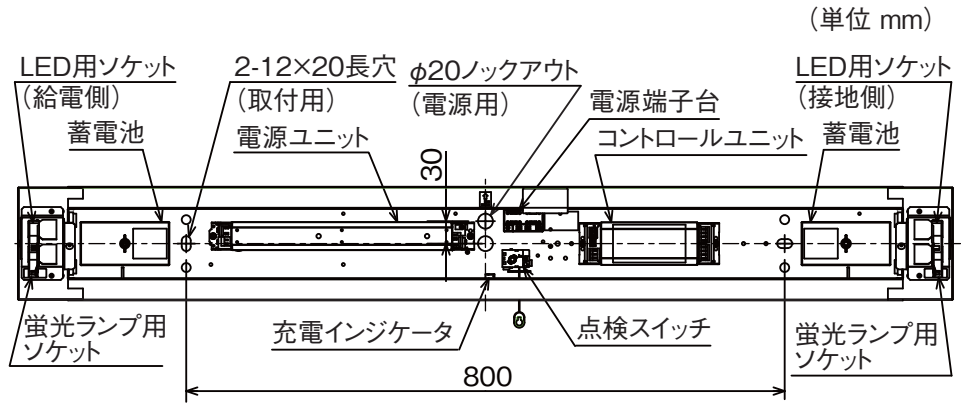 （単位 mm）
LED用ソケット
（給電側）
蓄電池
2-12×20長穴
（取付用）
電源ユニット
φ20ノックアウト
（電源用）
電源端子台
コントロールユニット
LED用ソケット
（接地側）
蓄電池
30
蛍光ランプ用
ソケット
充電インジケータ
点検スイッチ
蛍光ランプ用
ソケット
800